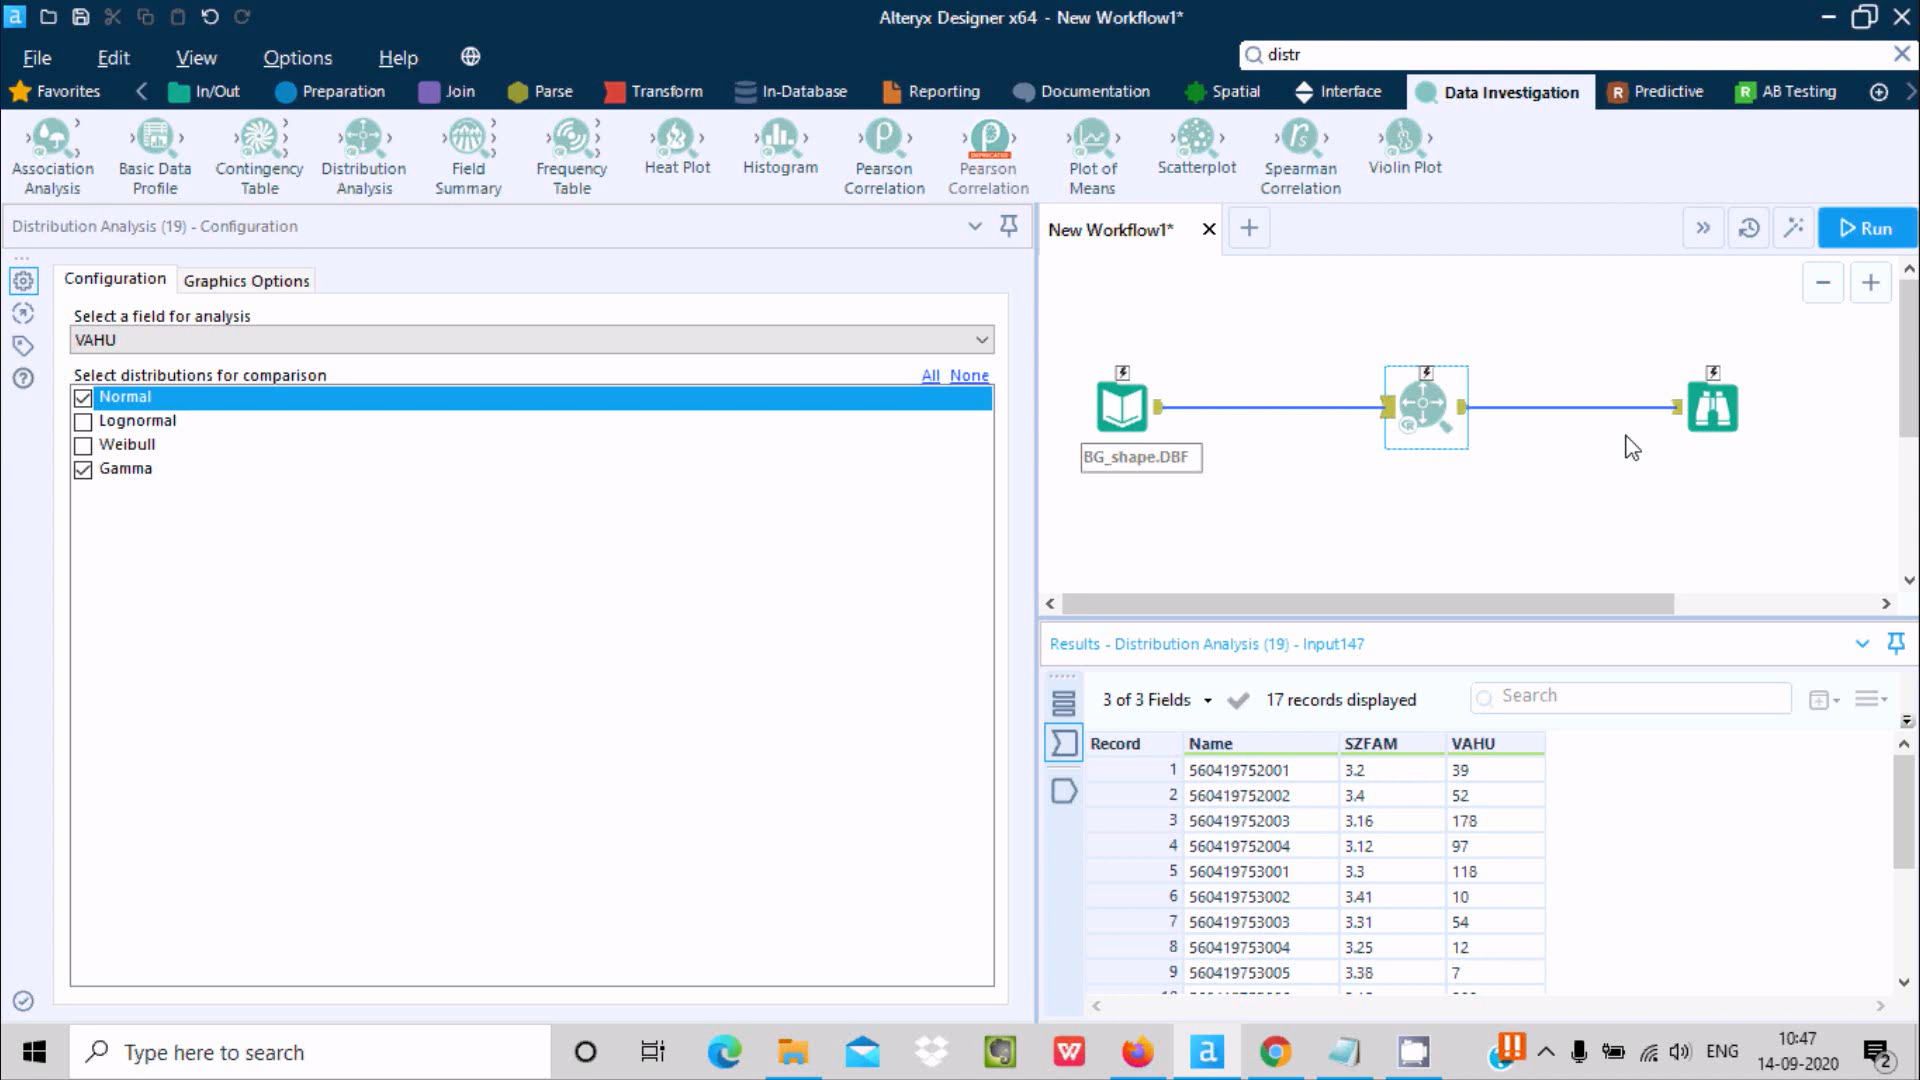 Alteryx Designer x64 - New Workflow1*
File Edit View Options Help
distr
Favorites In/Out Preparation Join Parse Transform In-Database Reporting Documentation Spatial Interface Data Investigation Predictive AB Testing
Association Analysis
Basic Data Profile
Contingency Table
Distribution Analysis
Field Summary
Frequency Table
Heat Plot
Histogram
Pearson Correlation
Pearson Correlation
Plot of Means
Scatterplot
Spearman Correlation
Violin Plot
DEPRECATED
Distribution Analysis (19) - Configuration
Configuration Graphics Options
Select a field for analysis
VAHU
Select distributions for comparison All None
Normal
Lognormal
Weibull
Gamma
New Workflow1*
Run
BG_shape.DBF
Results - Distribution Analysis (19) - Input147
3 of 3 Fields 17 records displayed Search
Record Name SZFAM VAHU
1 560419752001 3.2 39
2 560419752002 3.4 52
3 560419752003 3.16 178
4 560419752004 3.12 97
5 560419753001 3.3 118
6 560419753002 3.41 10
7 560419753003 3.31 54
8 560419753004 3.25 12
9 560419753005 3.38 7
Type here to search
ENG
10:47
14-09-2020
2